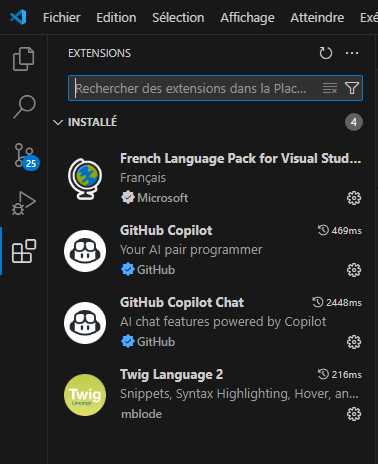 Fichier Edition Sélection Affichage Atteindre Exé
EXTENSIONS
Rechercher des extensions dans la Plac...
INSTALLÉ 4
French Language Pack for Visual Stud...
Français
Microsoft
25
GitHub Copilot 469ms
Your AI pair programmer
GitHub
GitHub Copilot Chat 2448ms
AI chat features powered by Copilot
GitHub
Twig Language 2 216ms
Twig
Language
Snippets, Syntax Highlighting, Hover, an...
mblode